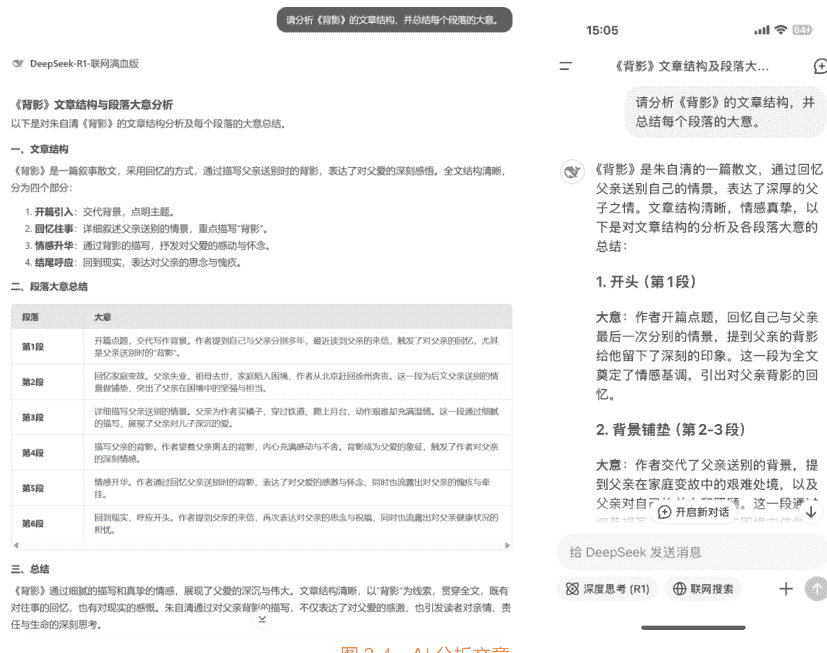 请分析《背影》的文章结构，并总结每个段落的大意。
DeepSeek-R1-联网满血版
《背影》文章结构与段落大意分析
以下是对朱自清《背影》的文章结构分析及每个段落的大意总结。
一、文章结构
《背影》是一篇叙事散文，采用回忆的方式，通过描写父亲送别时的背影，表达了对父爱的深刻感悟。全文结构清晰，
分为四个部分：
1. 开篇引入：交代背景，点明主题。
2. 回忆往事：详细叙述父亲送别的情景，重点描写“背影”。
3. 情感升华：通过背影的描写，抒发对父爱的感动与怀念。
4. 结尾呼应：回到现实，表达对父亲的思念与愧疚。
二、段落大意总结
段落 大意
第1段 开篇点题，交代写作背景。作者提到自己与父亲分别多年，最近读到父亲的来信，触发了对父亲的回忆，尤其
是父亲送别时的“背影”。
第2段 回忆家庭变故。父亲失业，祖母去世，家庭陷入困境，作者从北京赶回徐州奔丧。这一段为后文父亲送别的情
景做铺垫，突出了父亲在困境中的坚强与担当。
第3段 详细描写父亲送别的情景。父亲为作者买橘子，穿过铁道、爬上月台，动作艰难却充满温情。这一段通过细腻
的描写，展现了父亲对儿子深沉的爱。
第4段 描写父亲的背影。作者望着父亲离去的背影，内心充满感动与不舍。背影成为父爱的象征，触发了作者对父亲
的深刻情感。
第5段 情感升华。作者通过回忆父亲送别时的背影，表达了对父爱的感激与怀念，同时也流露出对父亲的愧疚与牵
挂。
第6段 回到现实，呼应开头。作者提到父亲的来信，再次表达对父亲的思念与祝福，同时也流露出对父亲健康状况的
担忧。
三、总结
《背影》通过细腻的描写和真挚的情感，展现了父爱的深沉与伟大。文章结构清晰，以“背影”为线索，贯穿全文，既有
对往事的回忆，也有对现实的感慨。朱自清通过对父亲背影的描写，不仅表达了对父爱的感激，也引发读者对亲情、责
任与生命的深刻思考。
15:05
84
《背影》文章结构及段落大...
请分析《背影》的文章结构，并
总结每个段落的大意。
《背影》是朱自清的一篇散文，通过回忆
父亲送别自己的情景，表达了深厚的父
子之情。文章结构清晰，情感真挚，以
下是对文章结构的分析及各段落大意的
总结：
1. 开头（第1段）
大意：作者开篇点题，回忆自己与父亲
最后一次分别的情景，提到父亲的背影
给他留下了深刻的印象。这一段为全文
奠定了情感基调，引出对父亲背影的回
忆。
2. 背景铺垫（第2-3段）
大意：作者交代了父亲送别的背景，提
到父亲在家庭变故中的艰难处境，以及
父亲对自己的 这一段通过
开启新对话
给 DeepSeek 发送消息
深度思考 (R1) 联网搜索